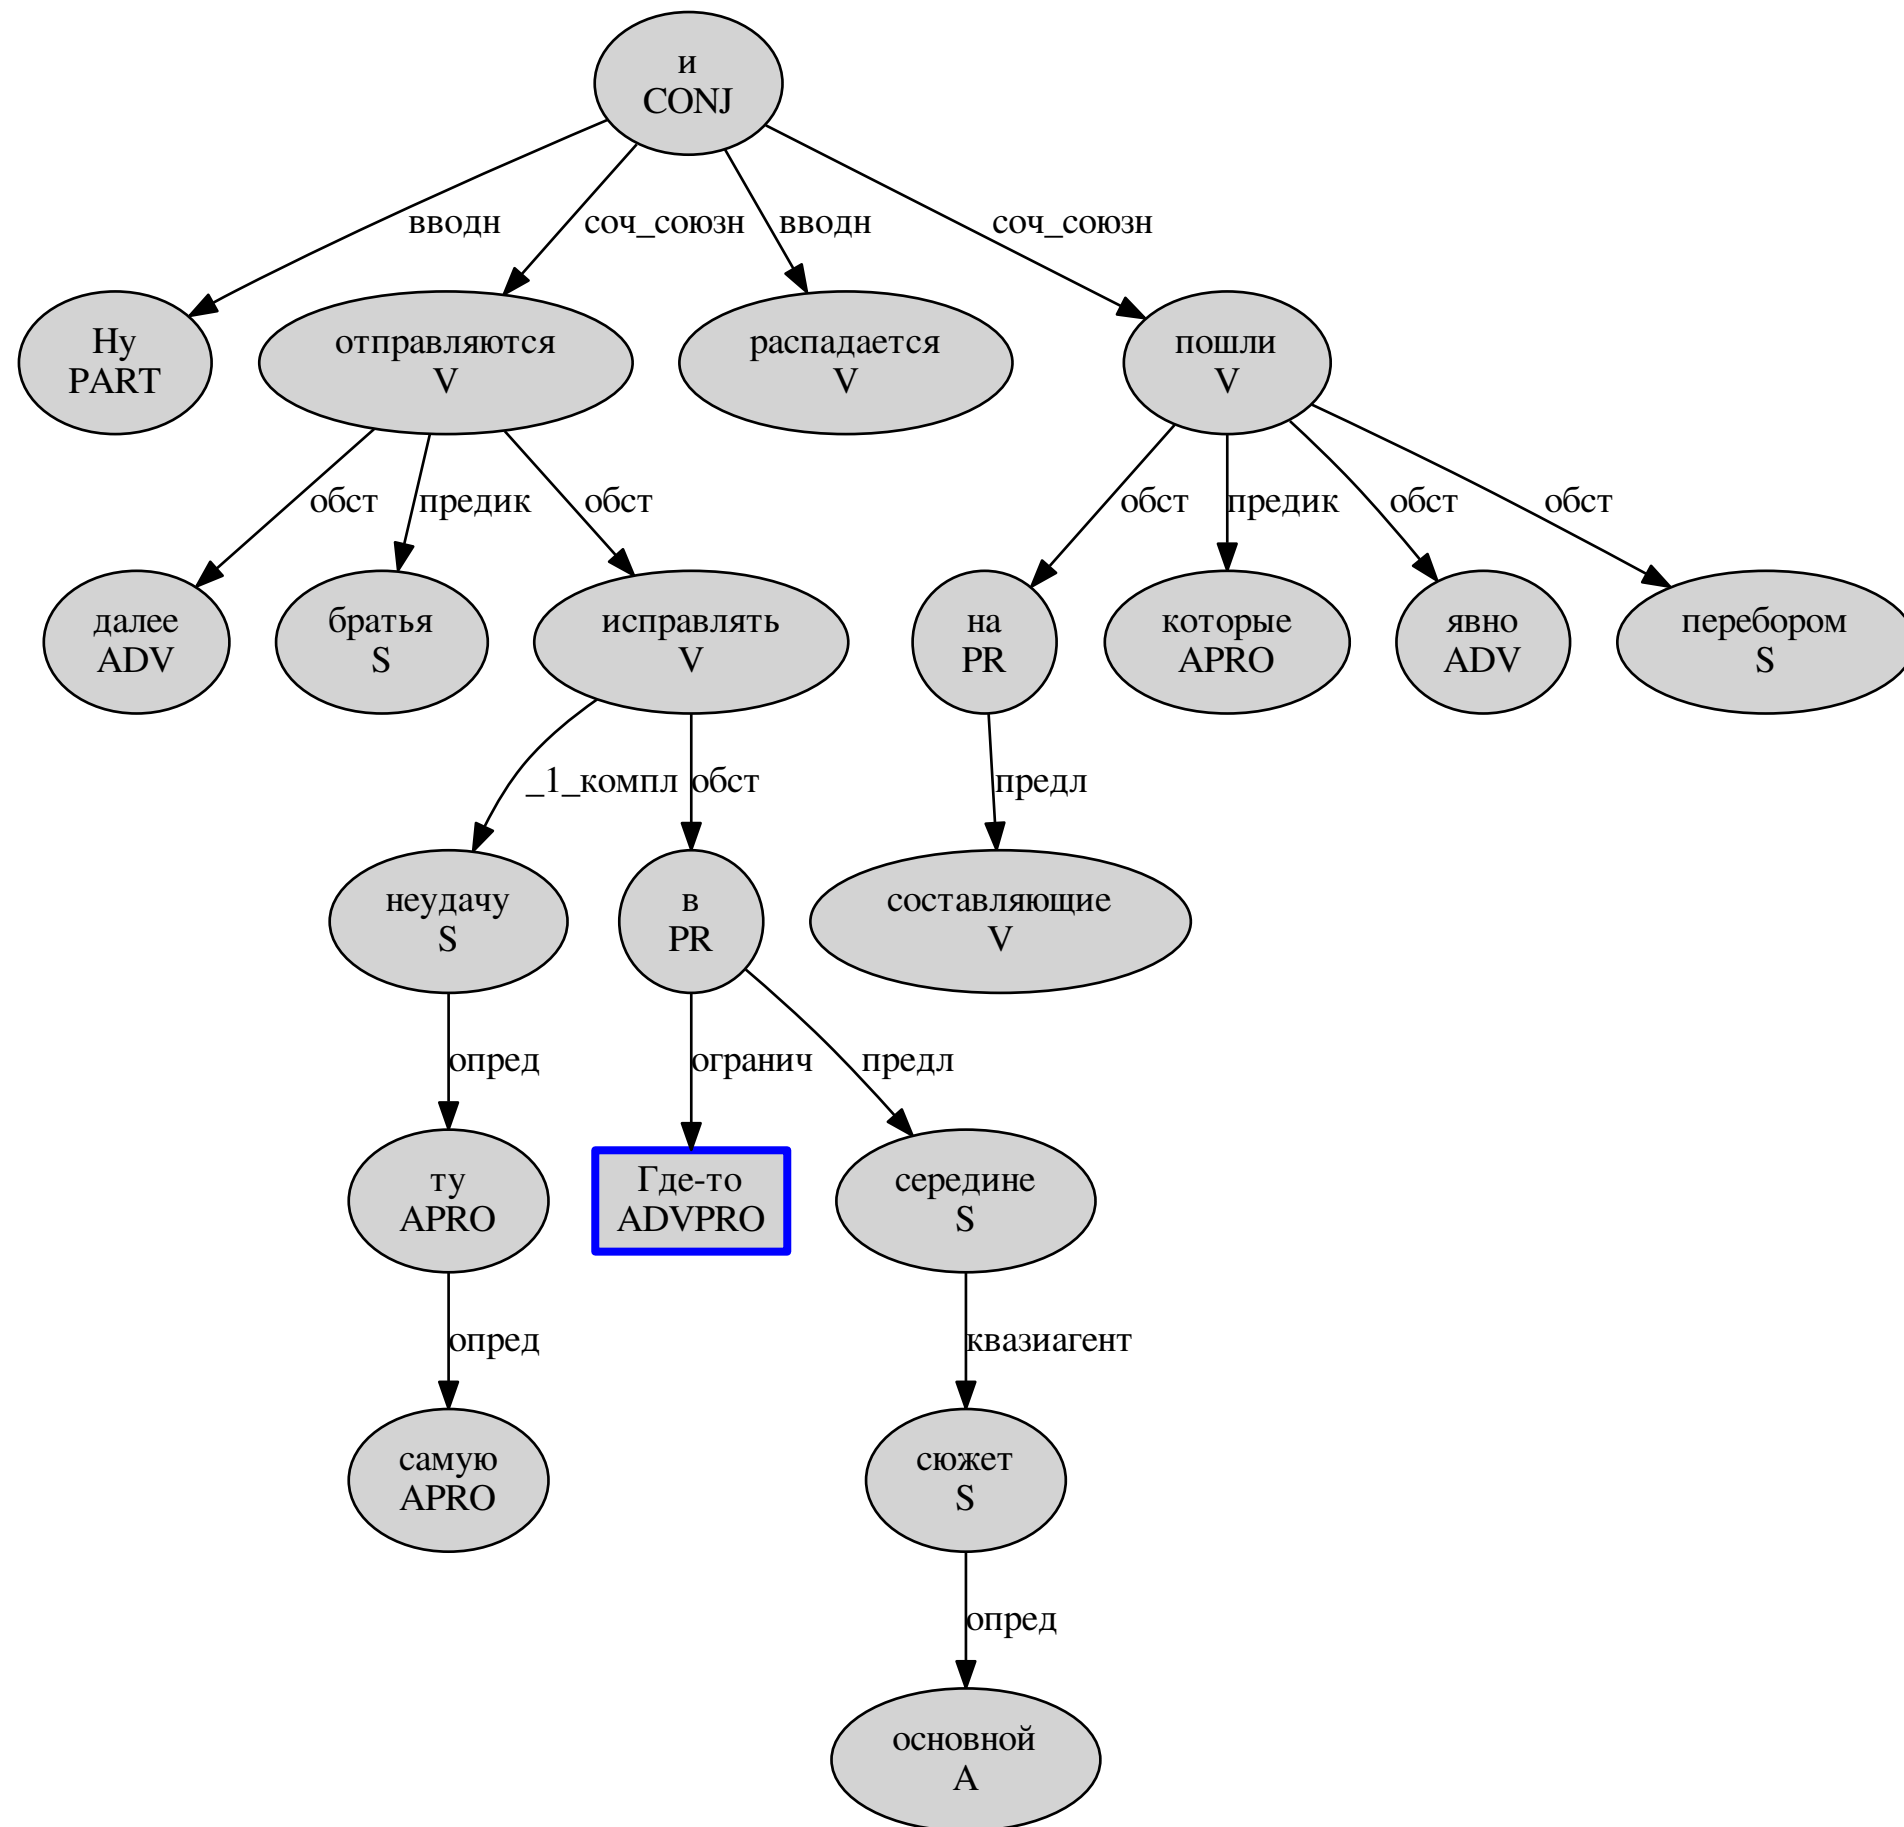 и
CONJ
вводн
соч_союзн
вводн
соч_союзн
Ну
PART
отправляются
V
распадается
V
пошли
V
обст
предик
обст
обст
предик
обст
обст
далее
ADV
братья
S
исправлять
V
на
PR
которые
APRO
явно
ADV
перебором
S
_1_компл
обст
предл
неудачу
S
в
PR
составляющие
V
опред
огранич
предл
ту
APRO
Где-то
ADVPRO
середине
S
опред
квазиагент
самую
APRO
сюжет
S
опред
основной
A